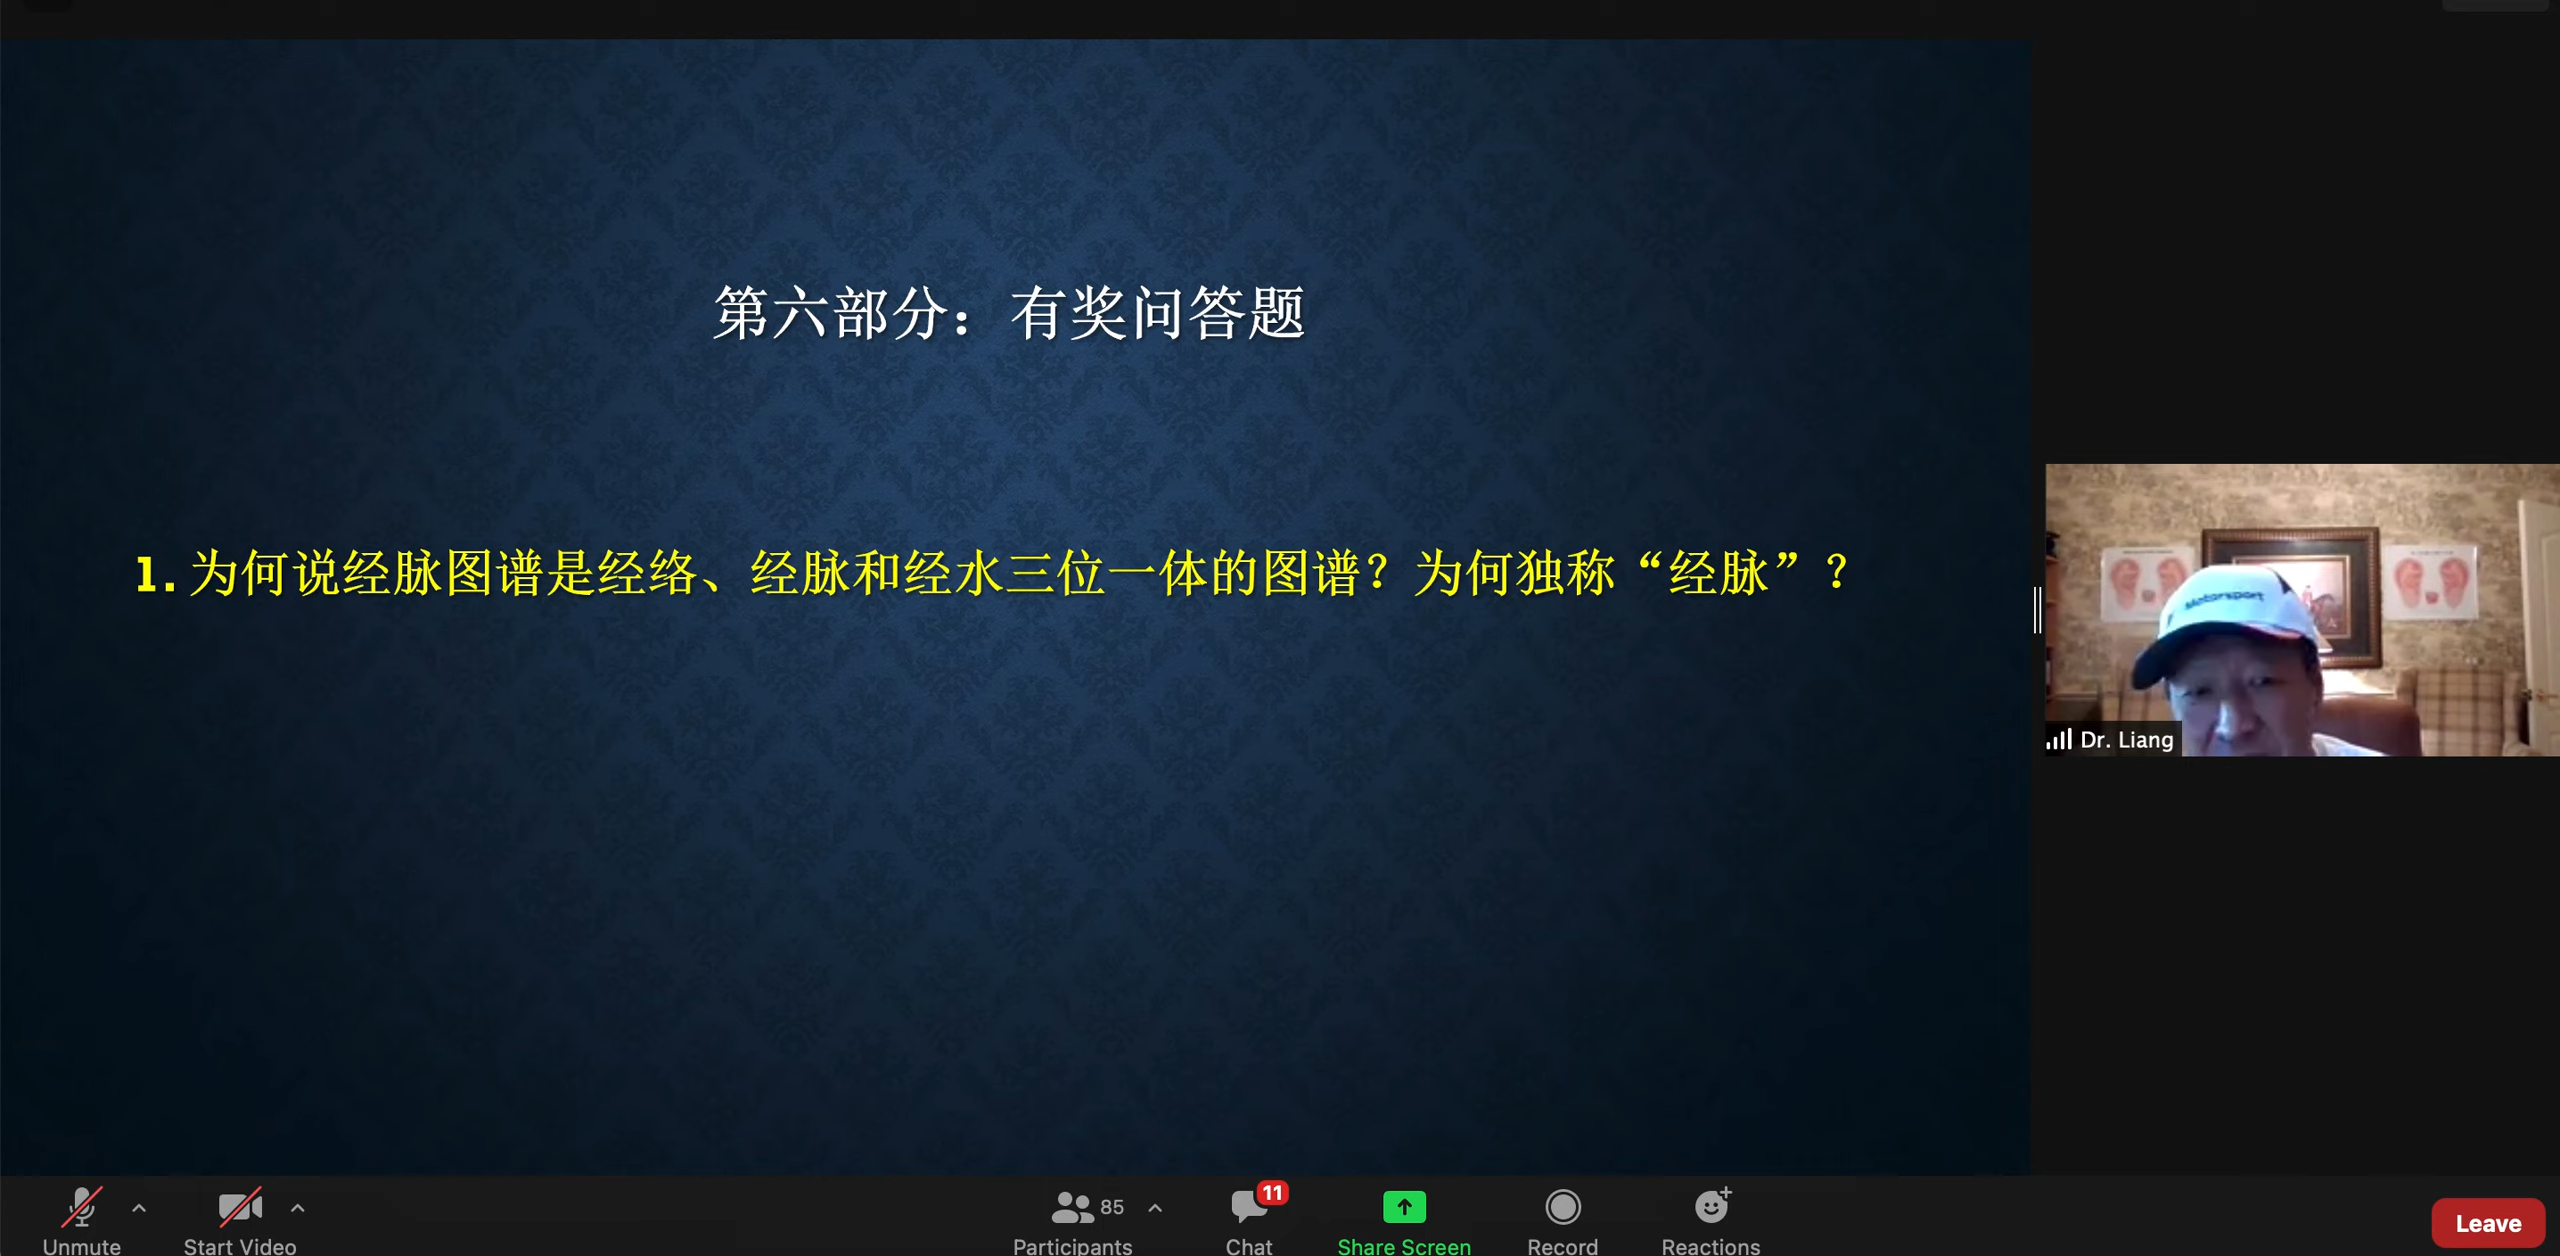 第六部分：有奖问答题
1. 为何说经脉图谱是经络、经脉和经水三位一体的图谱？为何独称“经脉”？
Motorsport
Dr. Liang
Unmute
Start Video
85
Participants
11
Chat
Share Screen
Record
Reactions
Leave